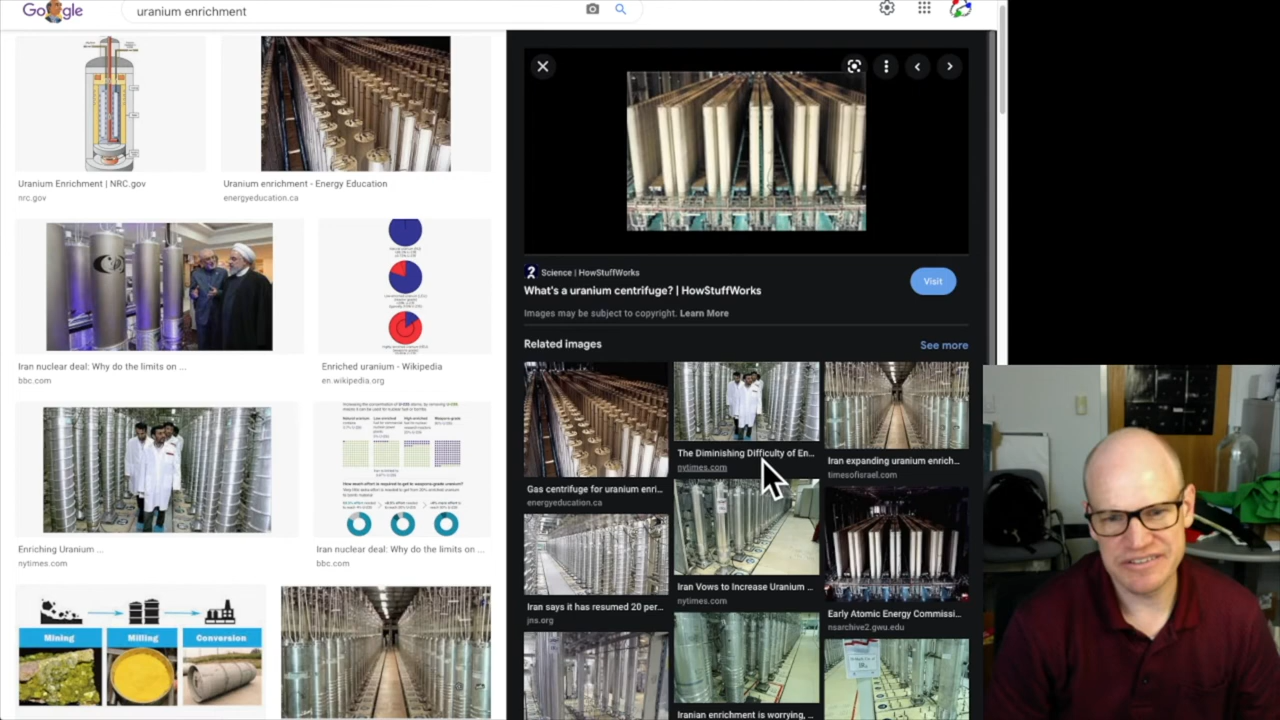 Google
uranium enrichment
Uranium Enrichment | NRC.gov
nrc.gov
Uranium enrichment - Energy Education
energyeducation.ca
Iran nuclear deal: Why do the limits on ...
bbc.com
Enriched uranium - Wikipedia
en.wikipedia.org
Enriching Uranium ...
nytimes.com
Iran nuclear deal: Why do the limits on ...
bbc.com
Mining
Milling
Conversion
Science | HowStuffWorks
What's a uranium centrifuge? | HowStuffWorks
Visit
Images may be subject to copyright. Learn More
Related images
See more
Gas centrifuge for uranium enri...
energyeducation.ca
The Diminishing Difficulty of En...
nytimes.com
Iran expanding uranium enrich...
timesofisrael.com
Iran says it has resumed 20 per...
jns.org
Iran Vows to Increase Uranium ...
nytimes.com
Early Atomic Energy Commissi...
nsarchive2.gwu.edu
Iranian enrichment is worrying, ...